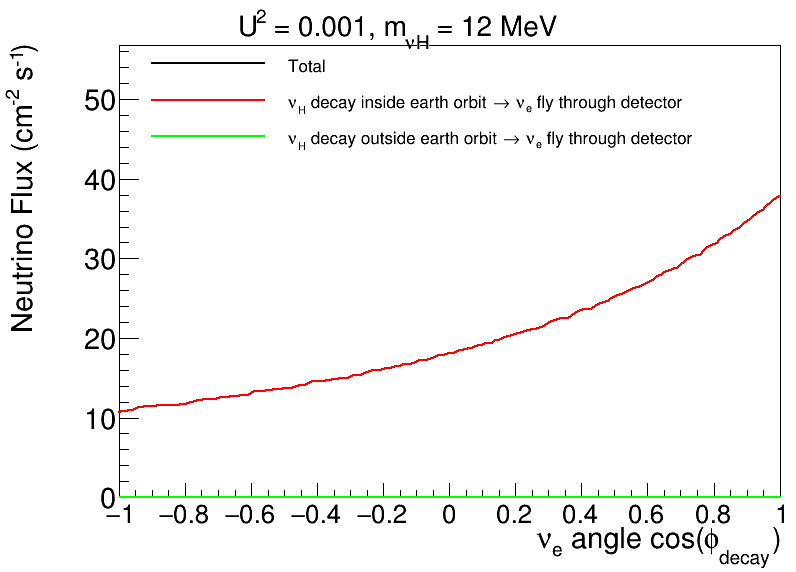 U² = 0.001, m_νH = 12 MeV
Total
ν_H decay inside earth orbit → ν_e fly through detector
ν_H decay outside earth orbit → ν_e fly through detector
Neutrino Flux (cm⁻² s⁻¹)
50
40
30
20
10
0
−1 −0.8 −0.6 −0.4 −0.2 0 0.2 0.4 0.6 0.8 1
ν_e angle cos(ϕ_decay)